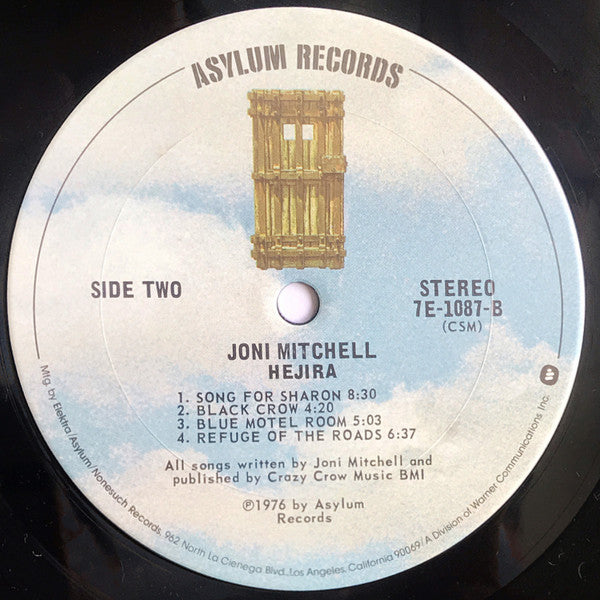 ASYLUM RECORDS
SIDE TWO
STEREO
7E-1087-B
(CSM)
JONI MITCHELL
HEJIRA
1. SONG FOR SHARON 8:30
2. BLACK CROW 4:20
3. BLUE MOTEL ROOM 5:03
4. REFUGE OF THE ROADS 6:37
All songs written by Joni Mitchell and
published by Crazy Crow Music BMI
℗1976 by Asylum
Records
Mfg. by Elektra/Asylum/Nonesuch Records, 962 North La Cienega Blvd., Los Angeles, California 90069/A Division of Warner Communications Inc.